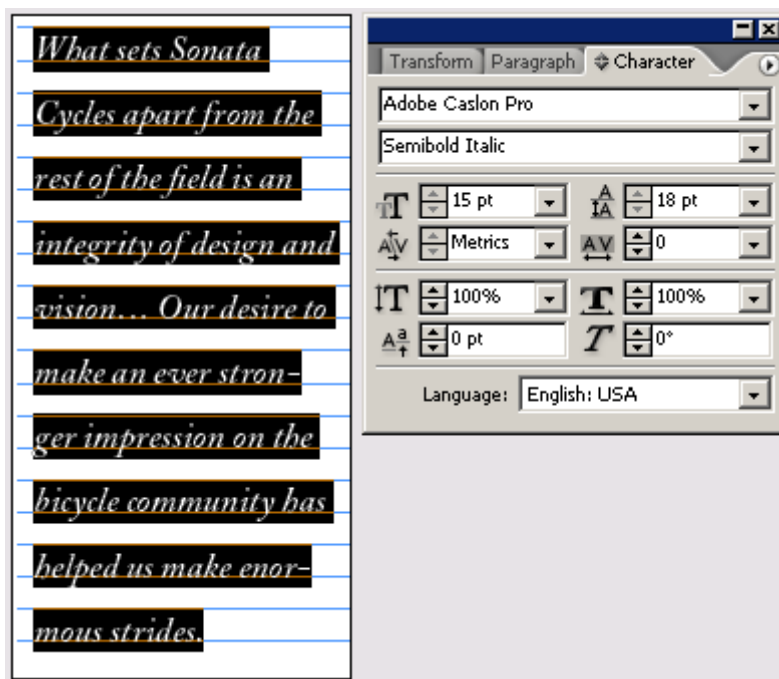 What sets Sonata
Cycles apart from the
rest of the field is an
integrity of design and
vision... Our desire to
make an ever stron-
ger impression on the
bicycle community has
helped us make enor-
mous strides.
Transform Paragraph Character
Adobe Caslon Pro
Semibold Italic
15 pt 18 pt
Metrics 0
100% 100%
0 pt 0°
Language: English: USA